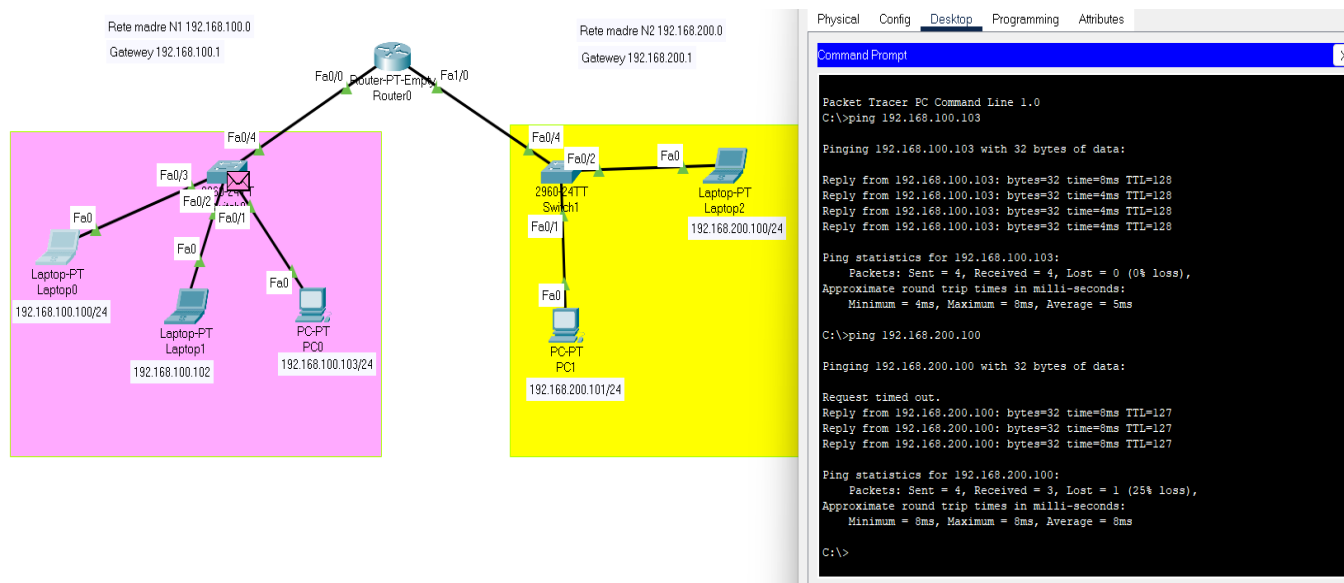 Rete madre N1 192.168.100.0
Gatewey 192.168.100.1
Rete madre N2 192.168.200.0
Gatewey 192.168.200.1
Fa0/0
Fa1/0
Router-PT-Empty
Router0
Fa0/4
Fa0/3
Fa0/2
Fa0/1
Fa0
Laptop-PT
Laptop0
192.168.100.100/24
Fa0
Laptop-PT
Laptop1
192.168.100.102
Fa0
PC-PT
PC0
192.168.100.103/24
Fa0/4
Fa0/2
Fa0
2960-24TT
Switch1
Fa0/1
Laptop-PT
Laptop2
192.168.200.100/24
Fa0
PC-PT
PC1
192.168.200.101/24
Physical Config Desktop Programming Attributes
Command Prompt
X
Packet Tracer PC Command Line 1.0
C:\>ping 192.168.100.103
Pinging 192.168.100.103 with 32 bytes of data:
Reply from 192.168.100.103: bytes=32 time=8ms TTL=128
Reply from 192.168.100.103: bytes=32 time=4ms TTL=128
Reply from 192.168.100.103: bytes=32 time=4ms TTL=128
Reply from 192.168.100.103: bytes=32 time=4ms TTL=128
Ping statistics for 192.168.100.103:
Packets: Sent = 4, Received = 4, Lost = 0 (0% loss),
Approximate round trip times in milli-seconds:
Minimum = 4ms, Maximum = 8ms, Average = 5ms
C:\>ping 192.168.200.100
Pinging 192.168.200.100 with 32 bytes of data:
Request timed out.
Reply from 192.168.200.100: bytes=32 time=8ms TTL=127
Reply from 192.168.200.100: bytes=32 time=8ms TTL=127
Reply from 192.168.200.100: bytes=32 time=8ms TTL=127
Ping statistics for 192.168.200.100:
Packets: Sent = 4, Received = 3, Lost = 1 (25% loss),
Approximate round trip times in milli-seconds:
Minimum = 8ms, Maximum = 8ms, Average = 8ms
C:\>